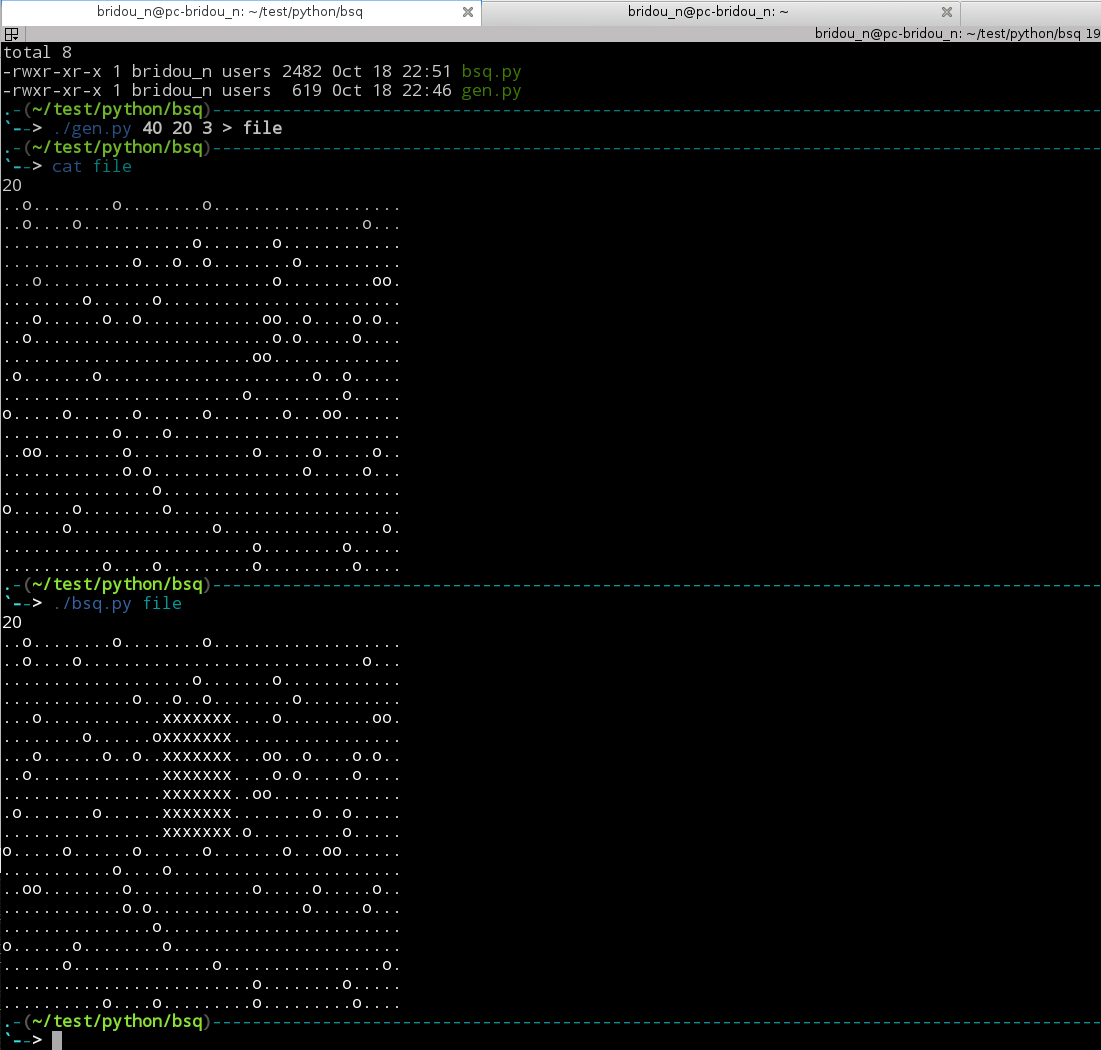 bridou_n@pc-bridou_n: ~/test/python/bsq
bridou_n@pc-bridou_n: ~
bridou_n@pc-bridou_n: ~/test/python/bsq 19
total 8
-rwxr-xr-x 1 bridou_n users 2482 Oct 18 22:51 bsq.py
-rwxr-xr-x 1 bridou_n users  619 Oct 18 22:46 gen.py
.-(~/test/python/bsq)-----------------------------------------------------------------------------------------
`--> ./gen.py 40 20 3 > file
.-(~/test/python/bsq)-----------------------------------------------------------------------------------------
`--> cat file
20
..o........o........o...................
..o....o............................o...
...................o.......o............
.............o...o..o........o..........
...o.......................o.........oo.
........o......o........................
...o......o..o............oo..o....o.o..
..o........................o.o.....o....
.........................oo.............
.o.......o.....................o..o.....
........................o.........o.....
o.....o......o......o.......o...oo......
...........o....o.......................
..oo........o............o.....o.....o..
............o.o...............o.....o...
...............o........................
o......o........o.......................
......o..............o................o.
.........................o........o.....
..........o....o.........o.........o....
.-(~/test/python/bsq)-----------------------------------------------------------------------------------------
`--> ./bsq.py file
20
..o........o........o...................
..o....o............................o...
...................o.......o............
.............o...o..o........o..........
...o............xxxxxxx....o.........oo.
........o......oxxxxxxx.................
...o......o..o..xxxxxxx...oo..o....o.o..
..o.............xxxxxxx....o.o.....o....
................xxxxxxx..oo.............
.o.......o......xxxxxxx........o..o.....
................xxxxxxx.o.........o.....
o.....o......o......o.......o...oo......
...........o....o.......................
..oo........o............o.....o.....o..
............o.o...............o.....o...
...............o........................
o......o........o.......................
......o..............o................o.
.........................o........o.....
..........o....o.........o.........o....
.-(~/test/python/bsq)-----------------------------------------------------------------------------------------
`-->